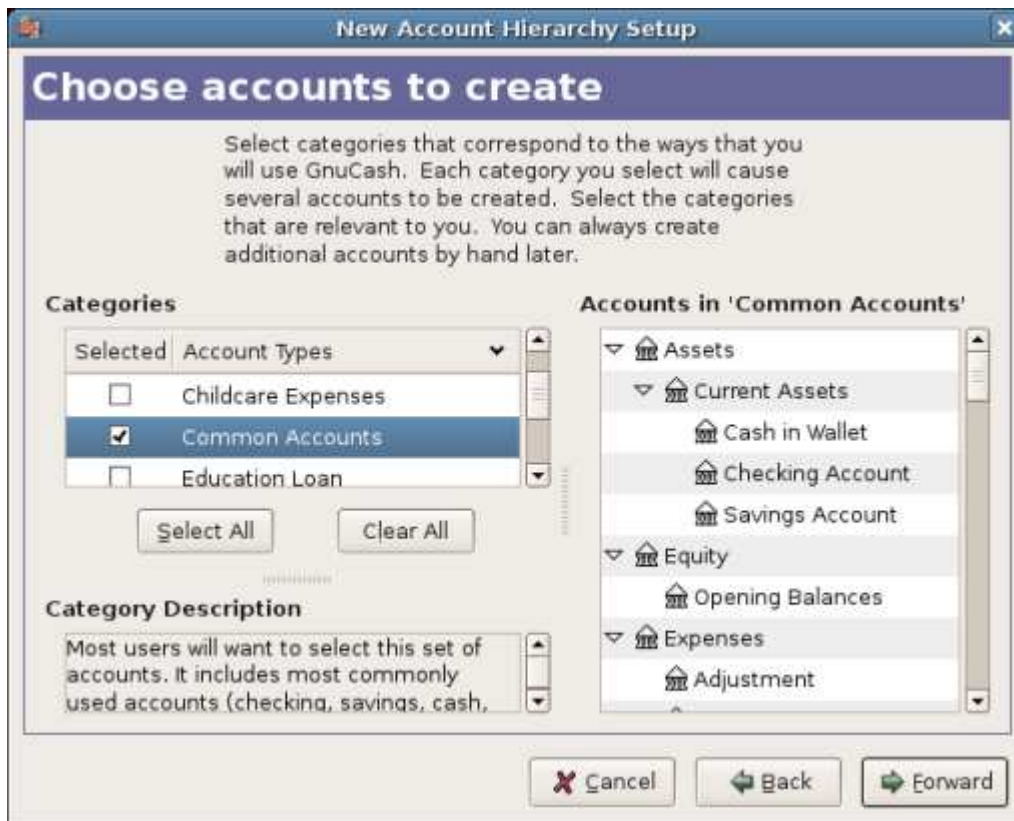 New Account Hierarchy Setup
Choose accounts to create
Select categories that correspond to the ways that you
will use GnuCash. Each category you select will cause
several accounts to be created. Select the categories
that are relevant to you. You can always create
additional accounts by hand later.
Categories
Selected Account Types
Childcare Expenses
Common Accounts
Education Loan
Select All Clear All
Category Description
Most users will want to select this set of
accounts. It includes most commonly
used accounts (checking, savings, cash,
Accounts in 'Common Accounts'
Assets
Current Assets
Cash in Wallet
Checking Account
Savings Account
Equity
Opening Balances
Expenses
Adjustment
Cancel Back Forward